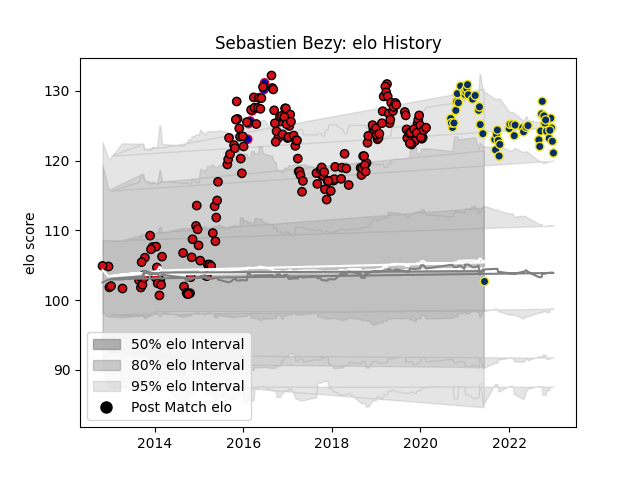 Sebastien Bezy: elo History
elo score
130
120
110
100
90
50% elo Interval
80% elo Interval
95% elo Interval
Post Match elo
2014
2016
2018
2020
2022